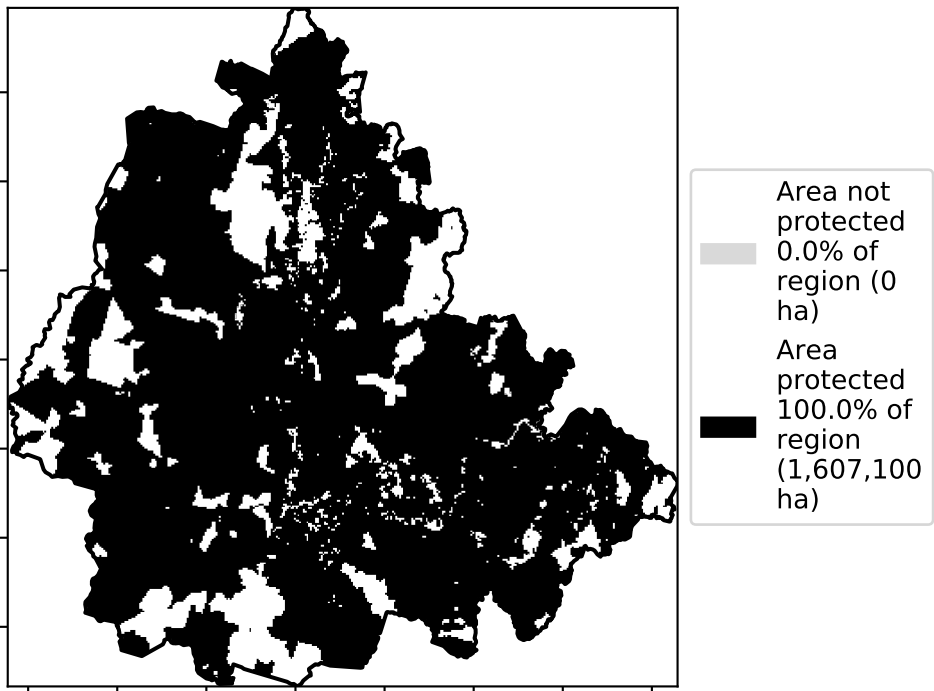 Area not
protected
0.0% of
region (0
ha)
Area
protected
100.0% of
region
(1,607,100
ha)